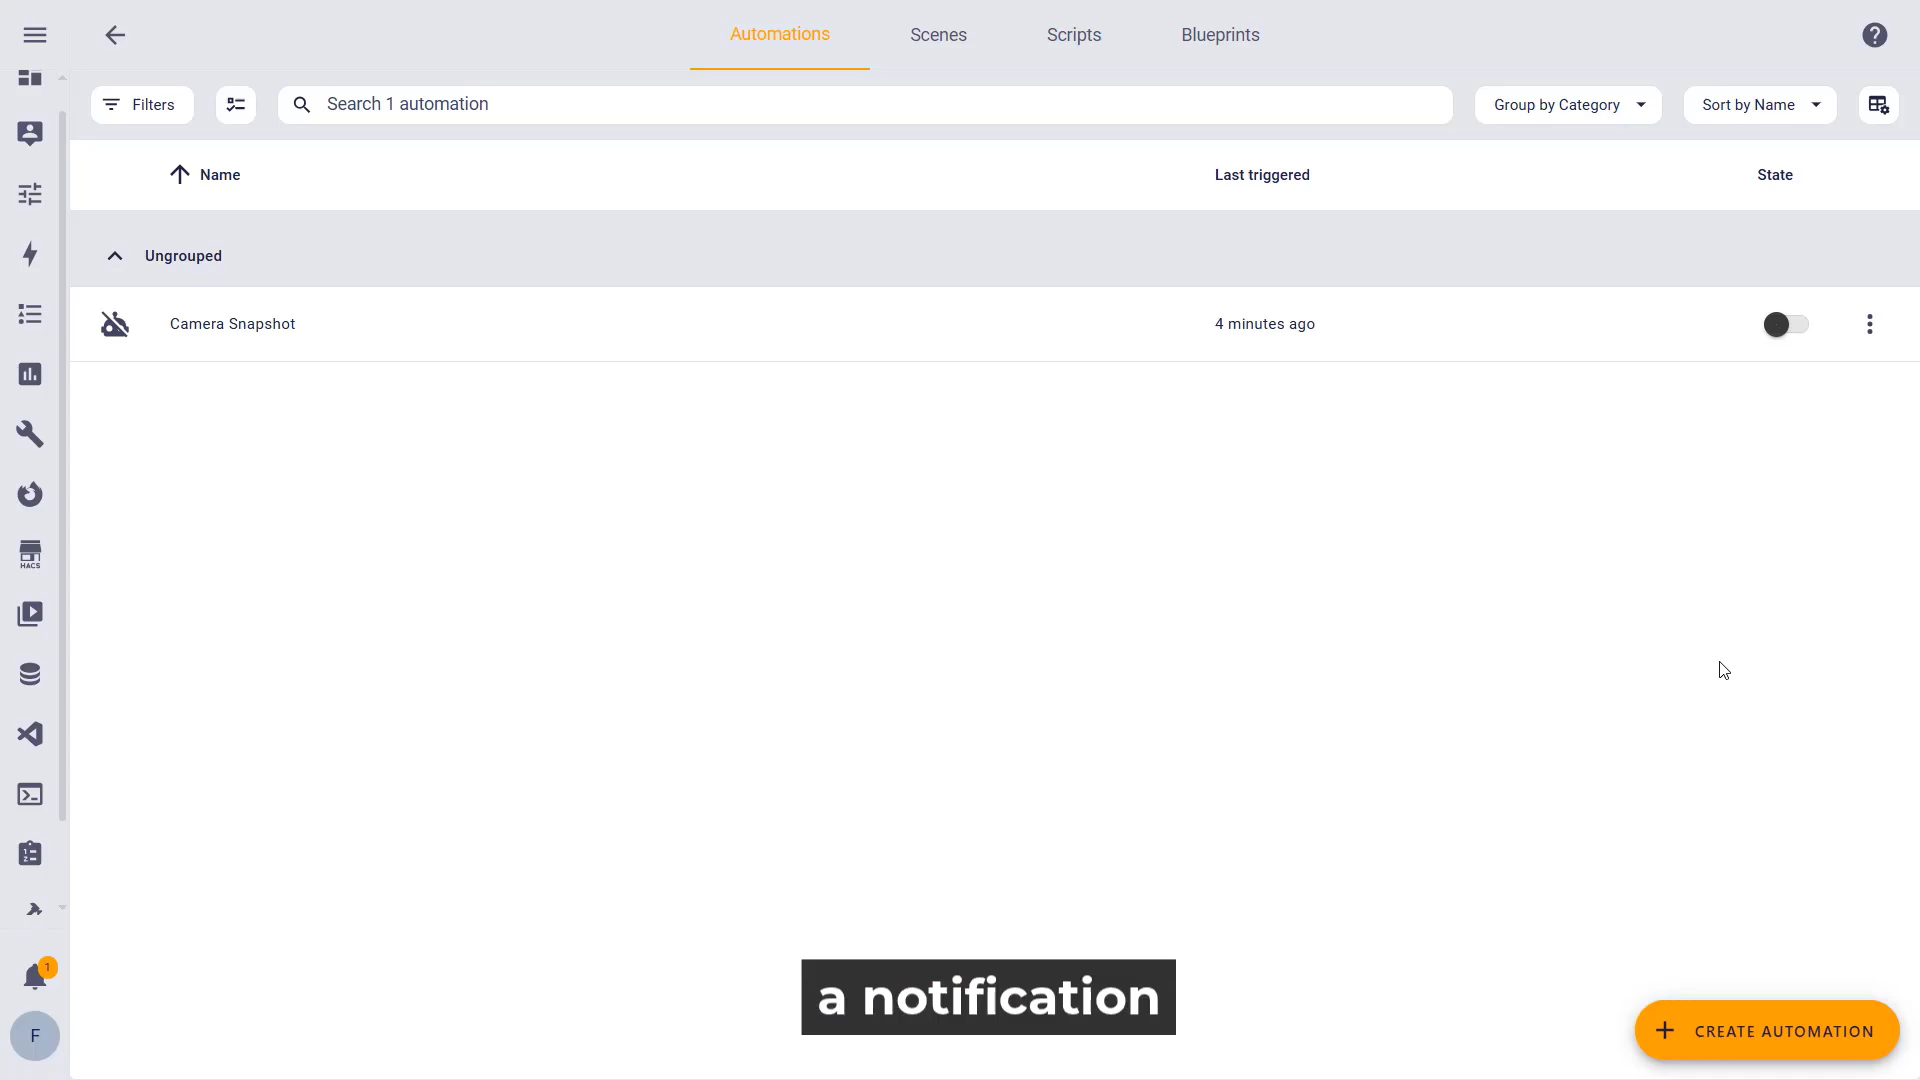 Automations
Scenes
Scripts
Blueprints
Filters
Search 1 automation
Group by Category
Sort by Name
Name
Last triggered
State
Ungrouped
Camera Snapshot
4 minutes ago
HACS
1
F
a notification
CREATE AUTOMATION